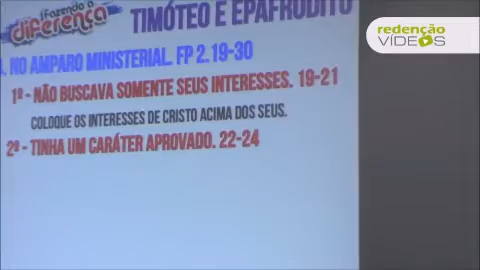 Fazendo a
diferença
TIMÓTEO E EPAFRODITO
. NO AMPARO MINISTERIAL. FP 2.19-30
1º - NÃO BUSCAVA SOMENTE SEUS INTERESSES. 19-21
COLOQUE OS INTERESSES DE CRISTO ACIMA DOS SEUS.
2º - TINHA UM CARÁTER APROVADO. 22-24
redenção
VÍDEOS